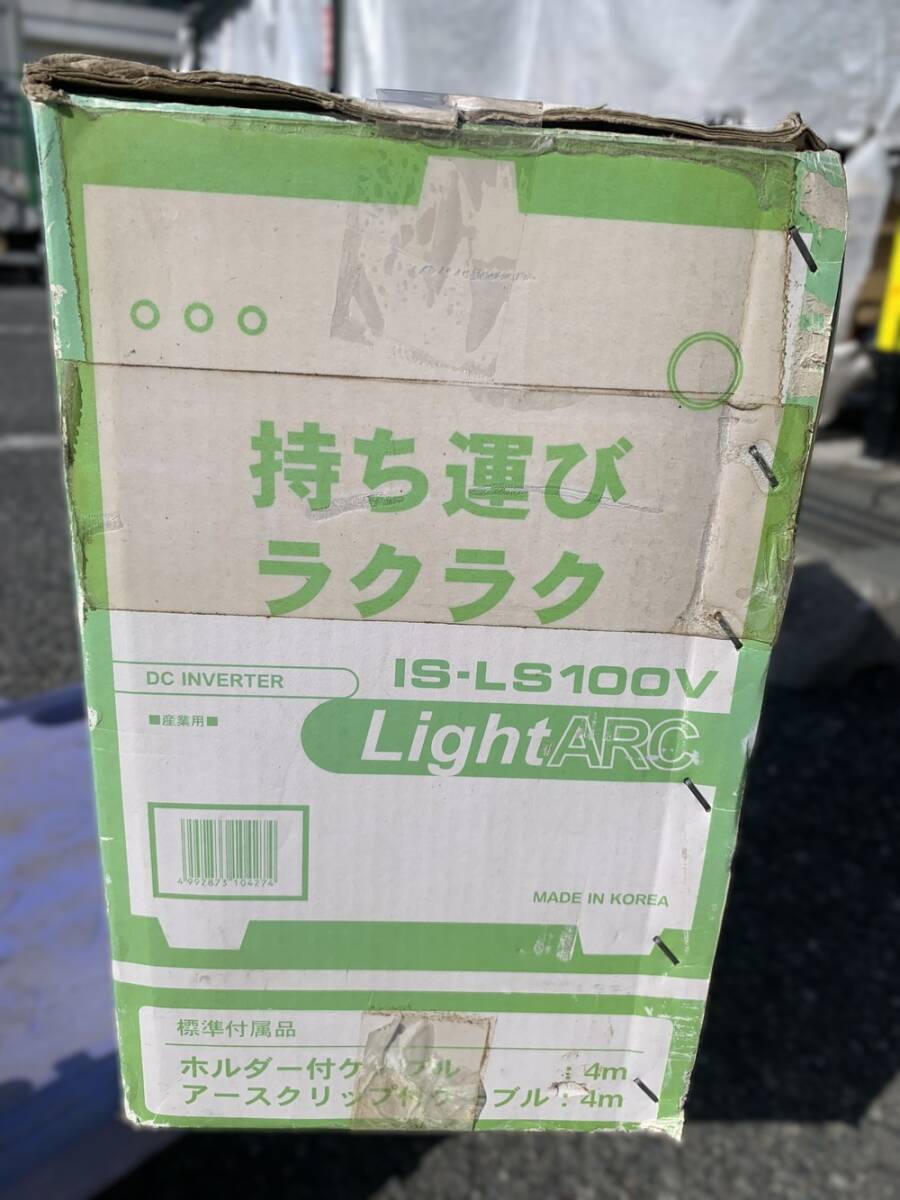 持ち運び
ラクラク
DC INVERTER
IS-LS100V
■産業用■
LightARC
4992873104274
MADE IN KOREA
標準付属品
ホルダー付ケーブル : 4m
アースクリップ付ケーブル : 4m